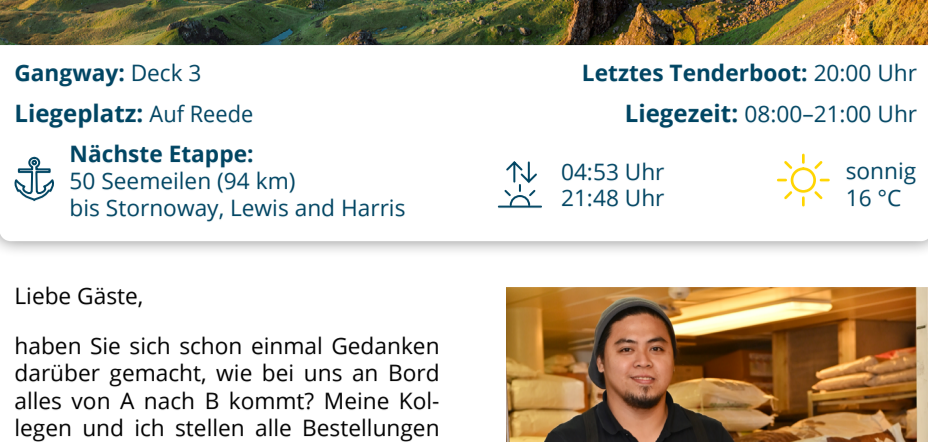 Gangway: Deck 3
Letztes Tenderboot: 20:00 Uhr
Liegeplatz: Auf Reede
Liegezeit: 08:00–21:00 Uhr
Nächste Etappe:
50 Seemeilen (94 km)
bis Stornoway, Lewis and Harris
04:53 Uhr
21:48 Uhr
sonnig
16 °C
Liebe Gäste,
haben Sie sich schon einmal Gedanken
darüber gemacht, wie bei uns an Bord
alles von A nach B kommt? Meine Kol-
legen und ich stellen alle Bestellungen